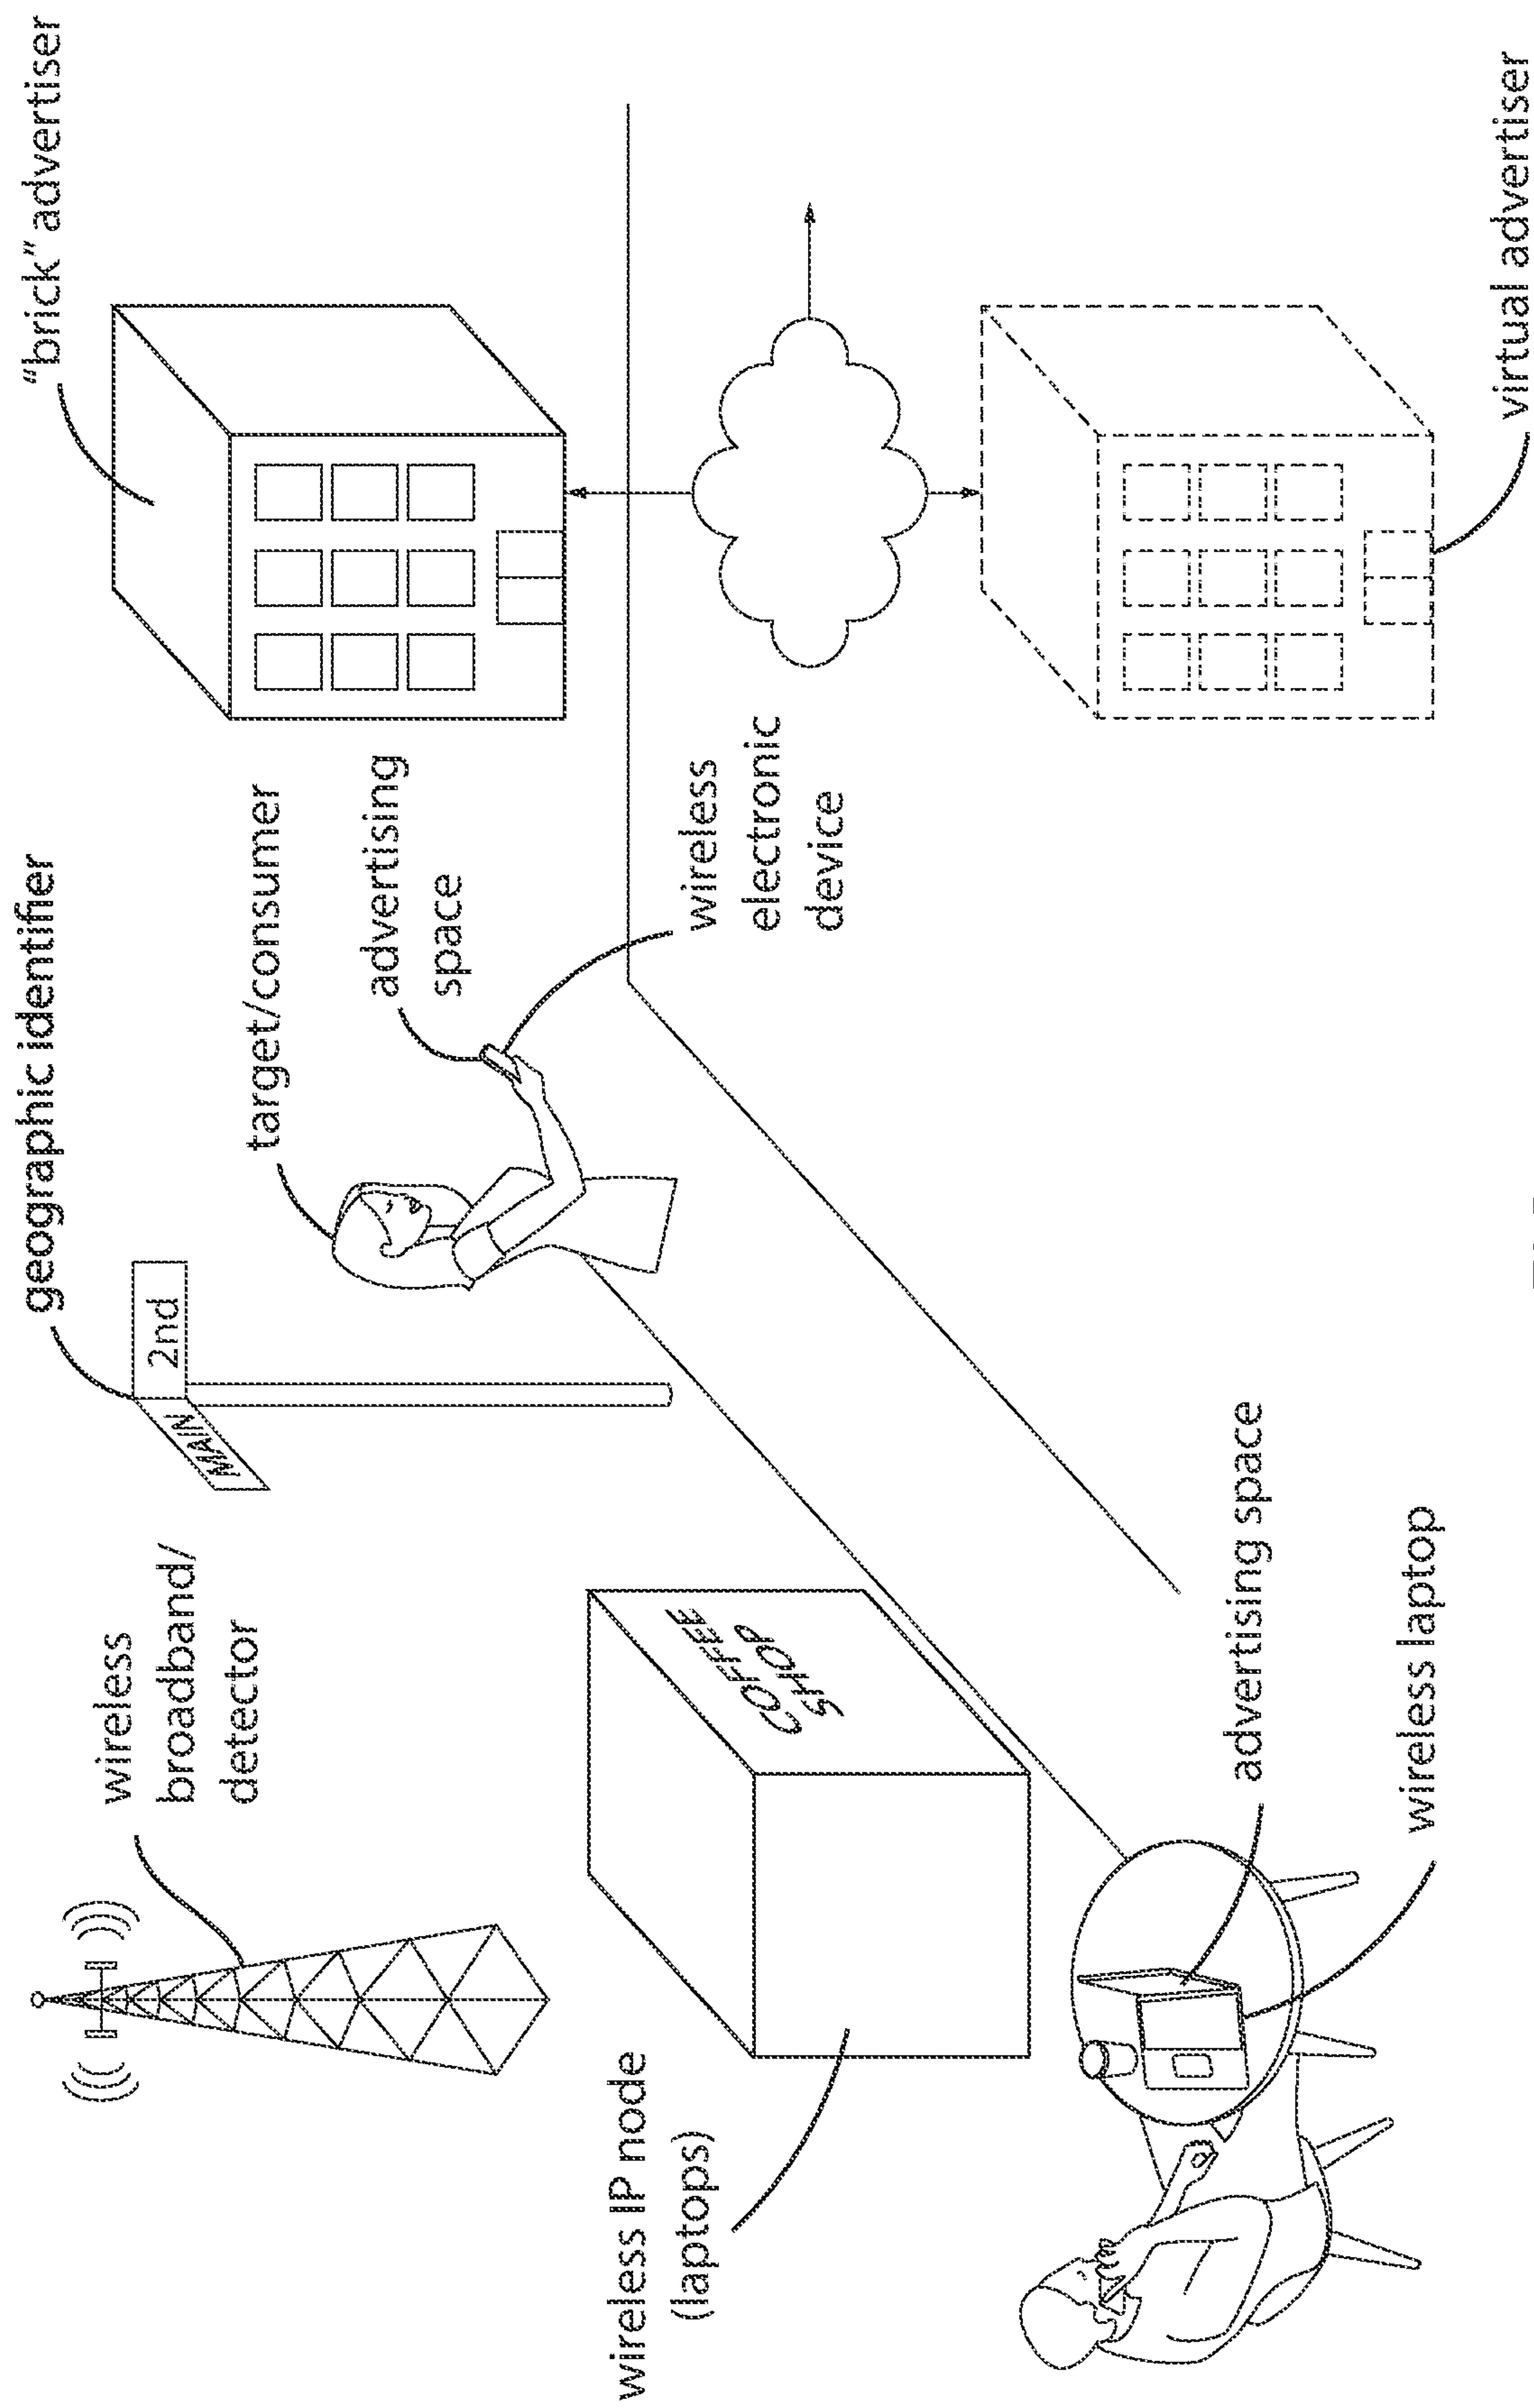 geographic identifier
"brick" advertiser
wireless
broadband/
detector
MAIN
2nd
target/consumer
advertising
space
wireless
electronic
device
wireless IP node
(laptops)
COFFEE
SHOP
advertising space
wireless laptop
virtual advertiser